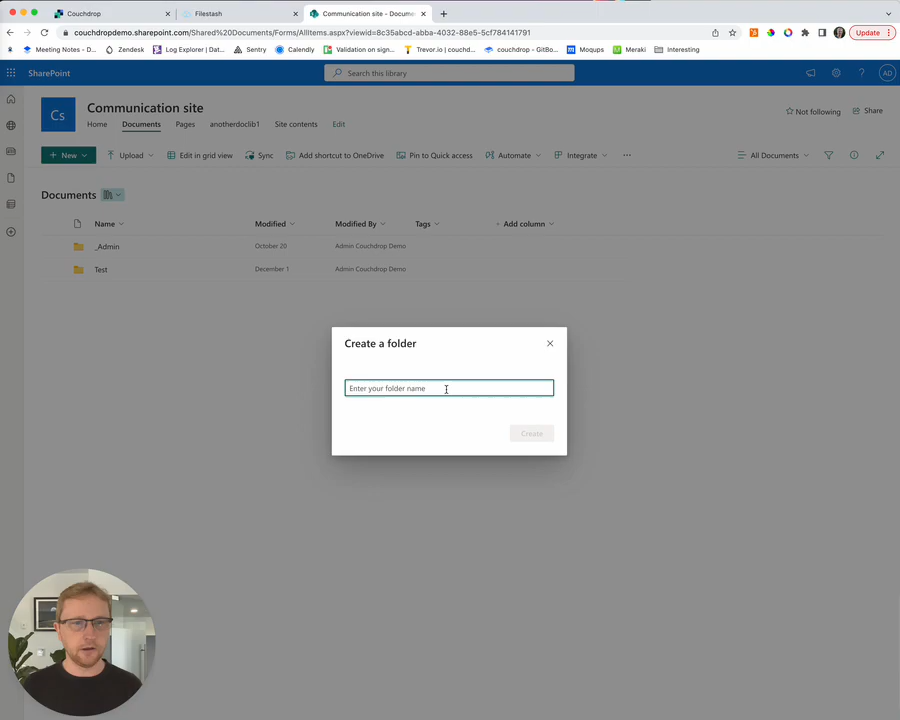 Couchdrop
Filestash
Communication site - Docume
couchdropdemo.sharepoint.com/Shared%20Documents/Forms/AllItems.aspx?viewid=8c35abcd-abba-4032-88e5-5cf784141791
Update
Meeting Notes - D...
Zendesk
Log Explorer | Dat...
Sentry
Calendly
Validation on sign...
Trevor.io | couchd...
couchdrop - GitBo...
Moqups
Meraki
Interesting
SharePoint
Search this library
?
AD
Cs
Communication site
Home
Documents
Pages
anotherdoclib1
Site contents
Edit
Not following
Share
+ New
Upload
Edit in grid view
Sync
Add shortcut to OneDrive
Pin to Quick access
Automate
Integrate
...
All Documents
Documents
Name
Modified
Modified By
Tags
+ Add column
_Admin
October 20
Admin Couchdrop Demo
Test
December 1
Admin Couchdrop Demo
Create a folder
Enter your folder name
Create